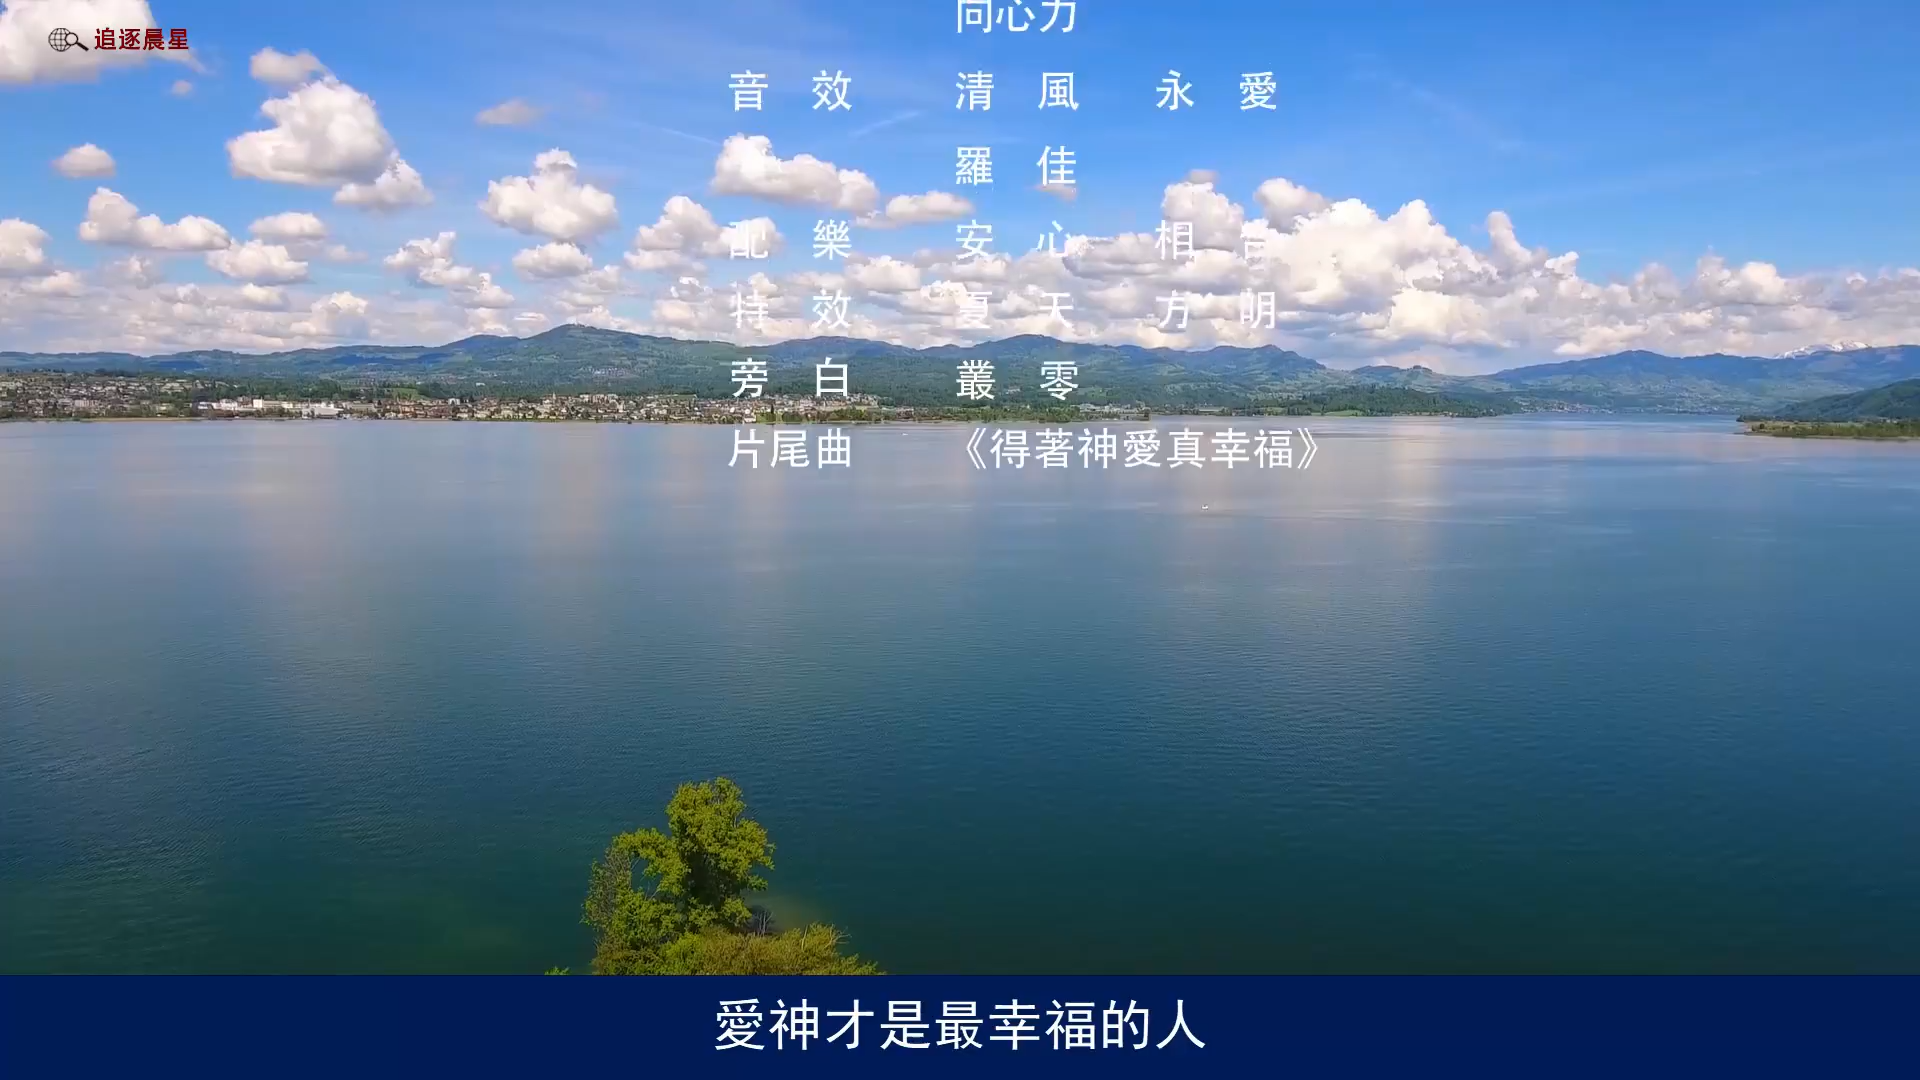 追逐晨星
向心力
音 效 清 風 永 愛
羅 佳
配 樂 安 心 相 言
特 效 夏 天 方 明
旁 白 叢 零
片尾曲 《得著神愛真幸福》
愛神才是最幸福的人